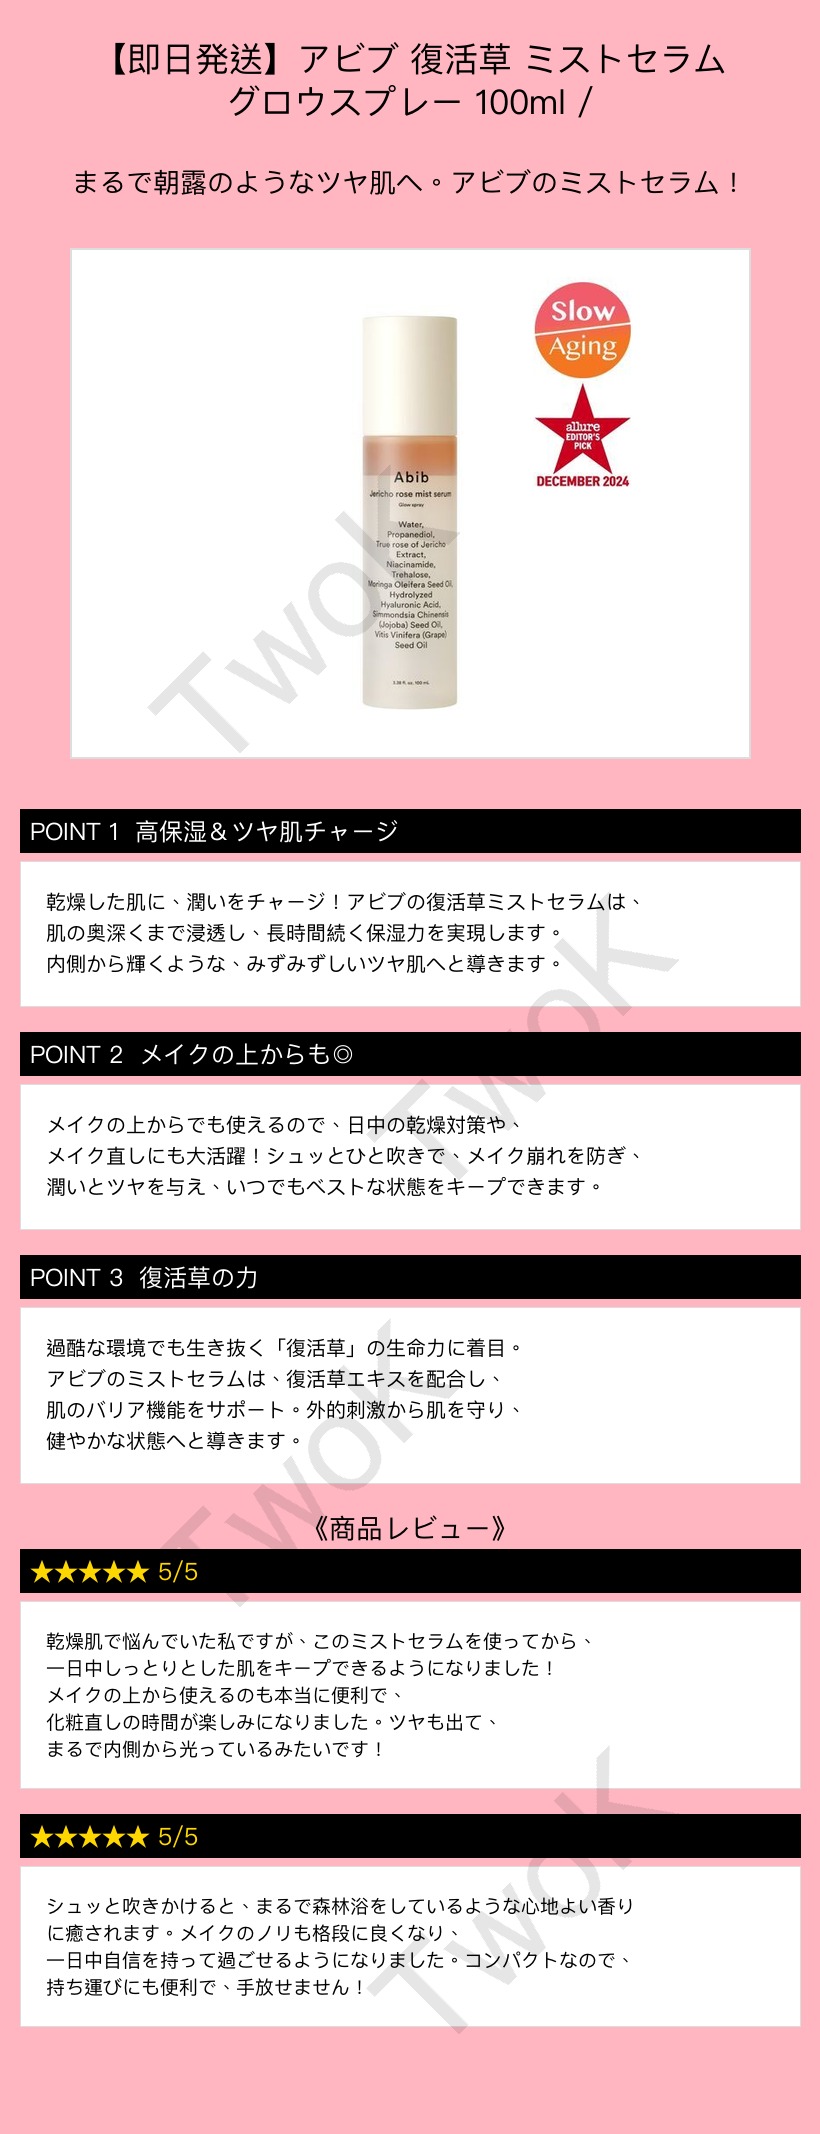 【即日発送】アビブ 復活草 ミストセラム
グロウスプレー 100ml /
まるで朝露のようなツヤ肌へ。アビブのミストセラム！
Slow
Aging
allure
EDITOR'S
PICK
DECEMBER 2024
Abib
Jericho rose mist serum
Glow spray
Water,
Propanediol,
True rose of Jericho
Extract,
Niacinamide,
Trehalose,
Moringa Oleifera Seed Oil,
Hydrolyzed
Hyaluronic Acid,
Simmondsia Chinensis
(Jojoba) Seed Oil,
Vitis Vinifera (Grape)
Seed Oil
3.38 fl. oz. 100 mL
TwoK
POINT 1 高保湿＆ツヤ肌チャージ
乾燥した肌に、潤いをチャージ！アビブの復活草ミストセラムは、
肌の奥深くまで浸透し、長時間続く保湿力を実現します。
内側から輝くような、みずみずしいツヤ肌へと導きます。
TwoK
POINT 2 メイクの上からも◎
メイクの上からでも使えるので、日中の乾燥対策や、
メイク直しにも大活躍！シュッとひと吹きで、メイク崩れを防ぎ、
潤いとツヤを与え、いつでもベストな状態をキープできます。
POINT 3 復活草の力
過酷な環境でも生き抜く「復活草」の生命力に着目。
アビブのミストセラムは、復活草エキスを配合し、
肌のバリア機能をサポート。外的刺激から肌を守り、
健やかな状態へと導きます。
TwoK
《商品レビュー》
★★★★★ 5/5
乾燥肌で悩んでいた私ですが、このミストセラムを使ってから、
一日中しっとりとした肌をキープできるようになりました！
メイクの上から使えるのも本当に便利で、
化粧直しの時間が楽しみになりました。ツヤも出て、
まるで内側から光っているみたいです！
★★★★★ 5/5
シュッと吹きかけると、まるで森林浴をしているような心地よい香り
に癒されます。メイクのノリも格段に良くなり、
一日中自信を持って過ごせるようになりました。コンパクトなので、
持ち運びにも便利で、手放せません！
TwoK